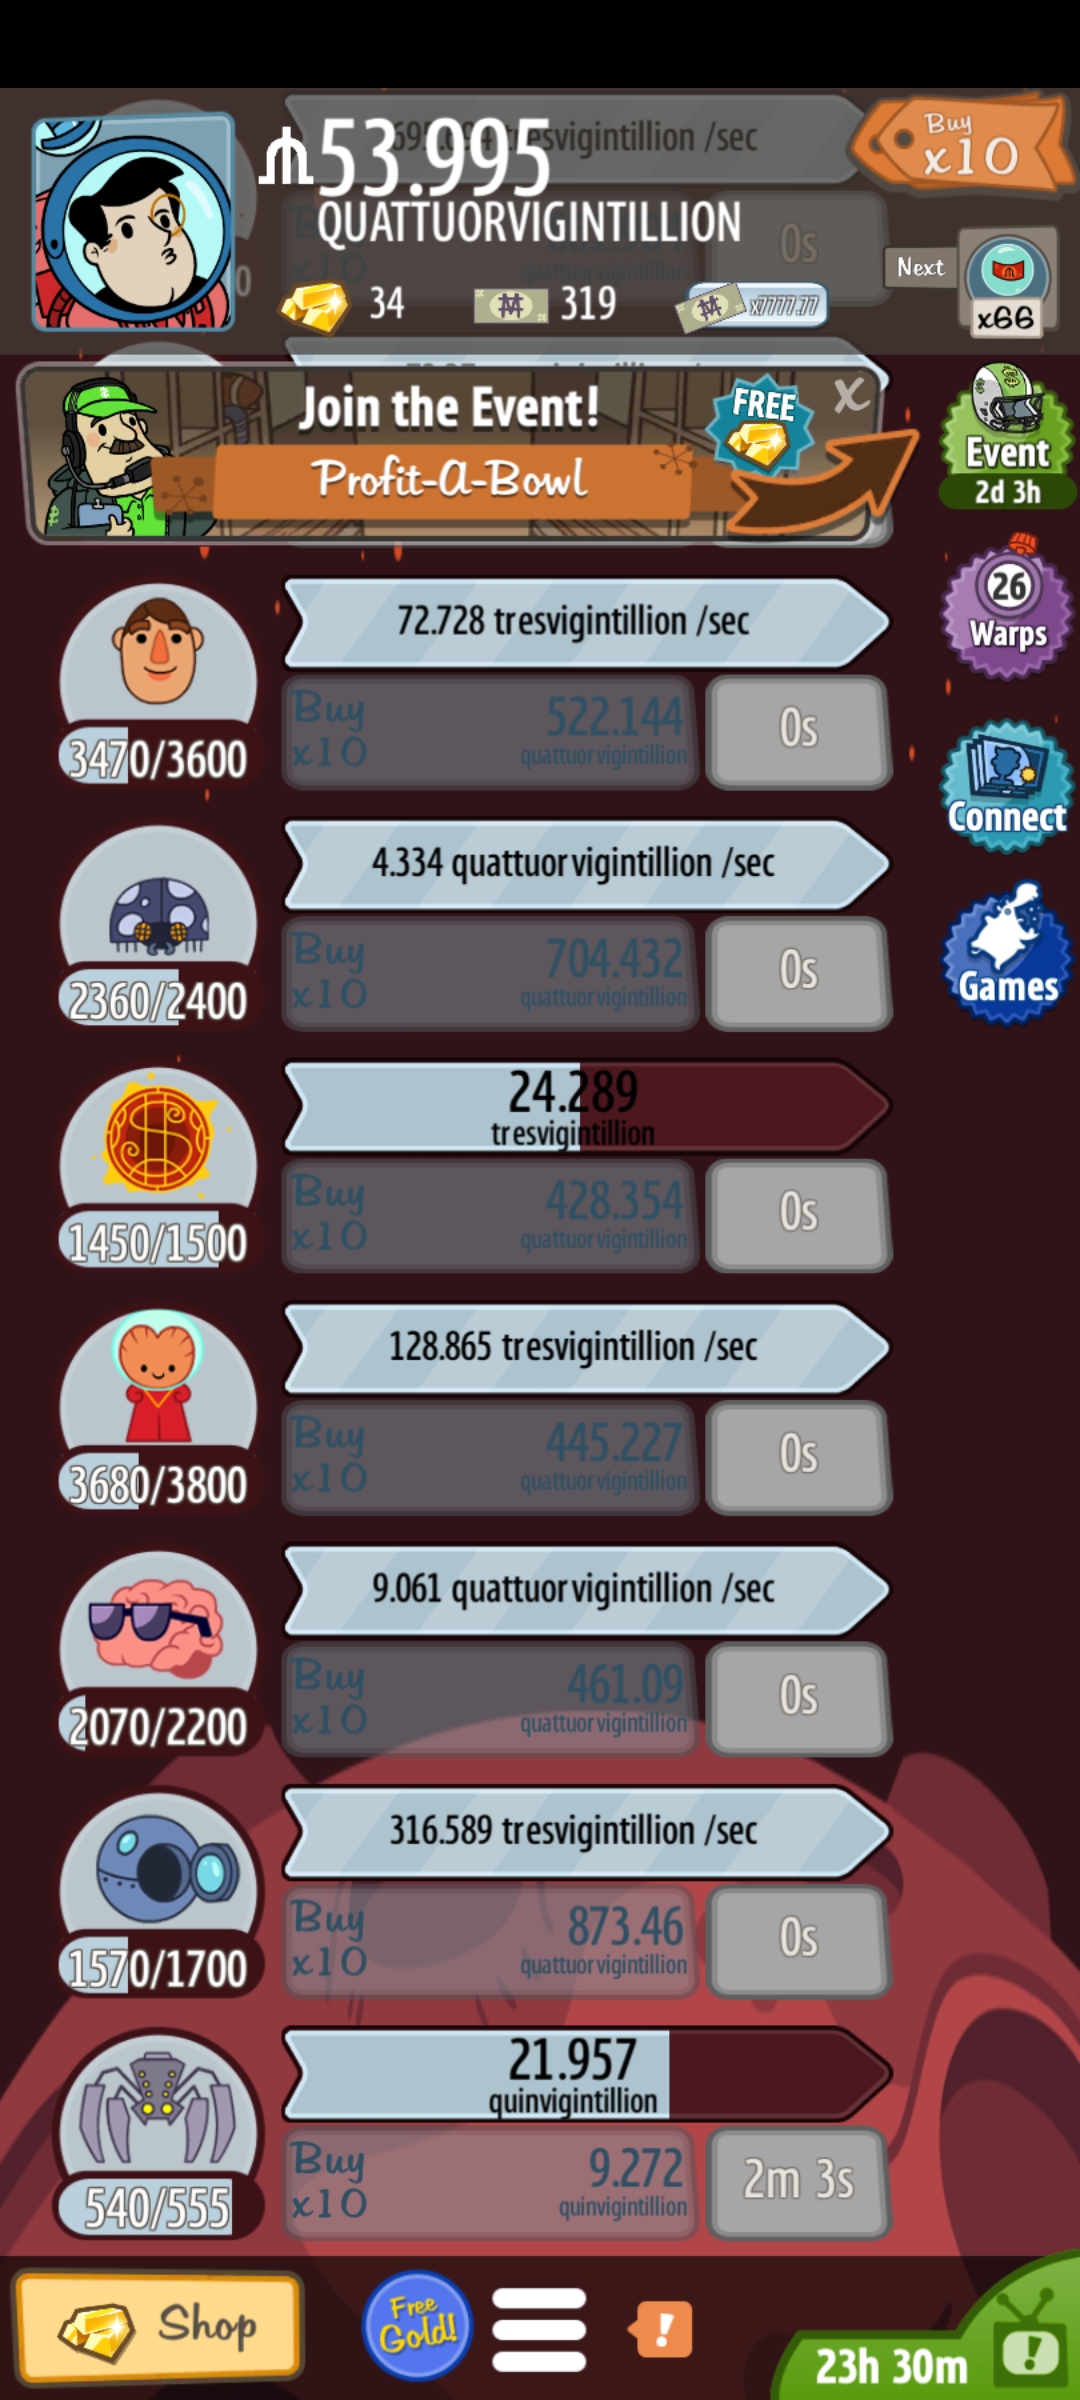 695.694 tresvigintillion /sec
Buy
x10
53.995
QUATTUORVIGINTILLION
0s
34
319
x7777.77
Buy
x10
Next
x66
Join the Event!
FREE
X
Profit-A-Bowl
Event
2d 3h
26
Warps
Connect
Games
72.728 tresvigintillion /sec
Buy
x10
522.144
quattuorvigintillion
0s
3470/3600
4.334 quattuorvigintillion /sec
Buy
x10
704.432
quattuorvigintillion
0s
2360/2400
24.289
tresvigintillion
Buy
x10
428.354
quattuorvigintillion
0s
1450/1500
128.865 tresvigintillion /sec
Buy
x10
445.227
quattuorvigintillion
0s
3680/3800
9.061 quattuorvigintillion /sec
Buy
x10
461.09
quattuorvigintillion
0s
2070/2200
316.589 tresvigintillion /sec
Buy
x10
873.46
quattuorvigintillion
0s
1570/1700
21.957
quinvigintillion
Buy
x10
9.272
quinvigintillion
2m 3s
540/555
Shop
Free
Gold!
!
23h 30m
!